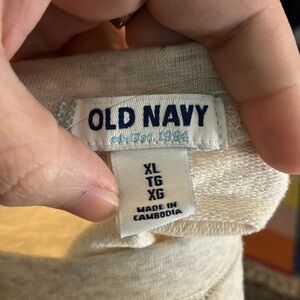 OLD NAVY
est. 1994
XL
TG
XG
MADE IN
CAMBODIA